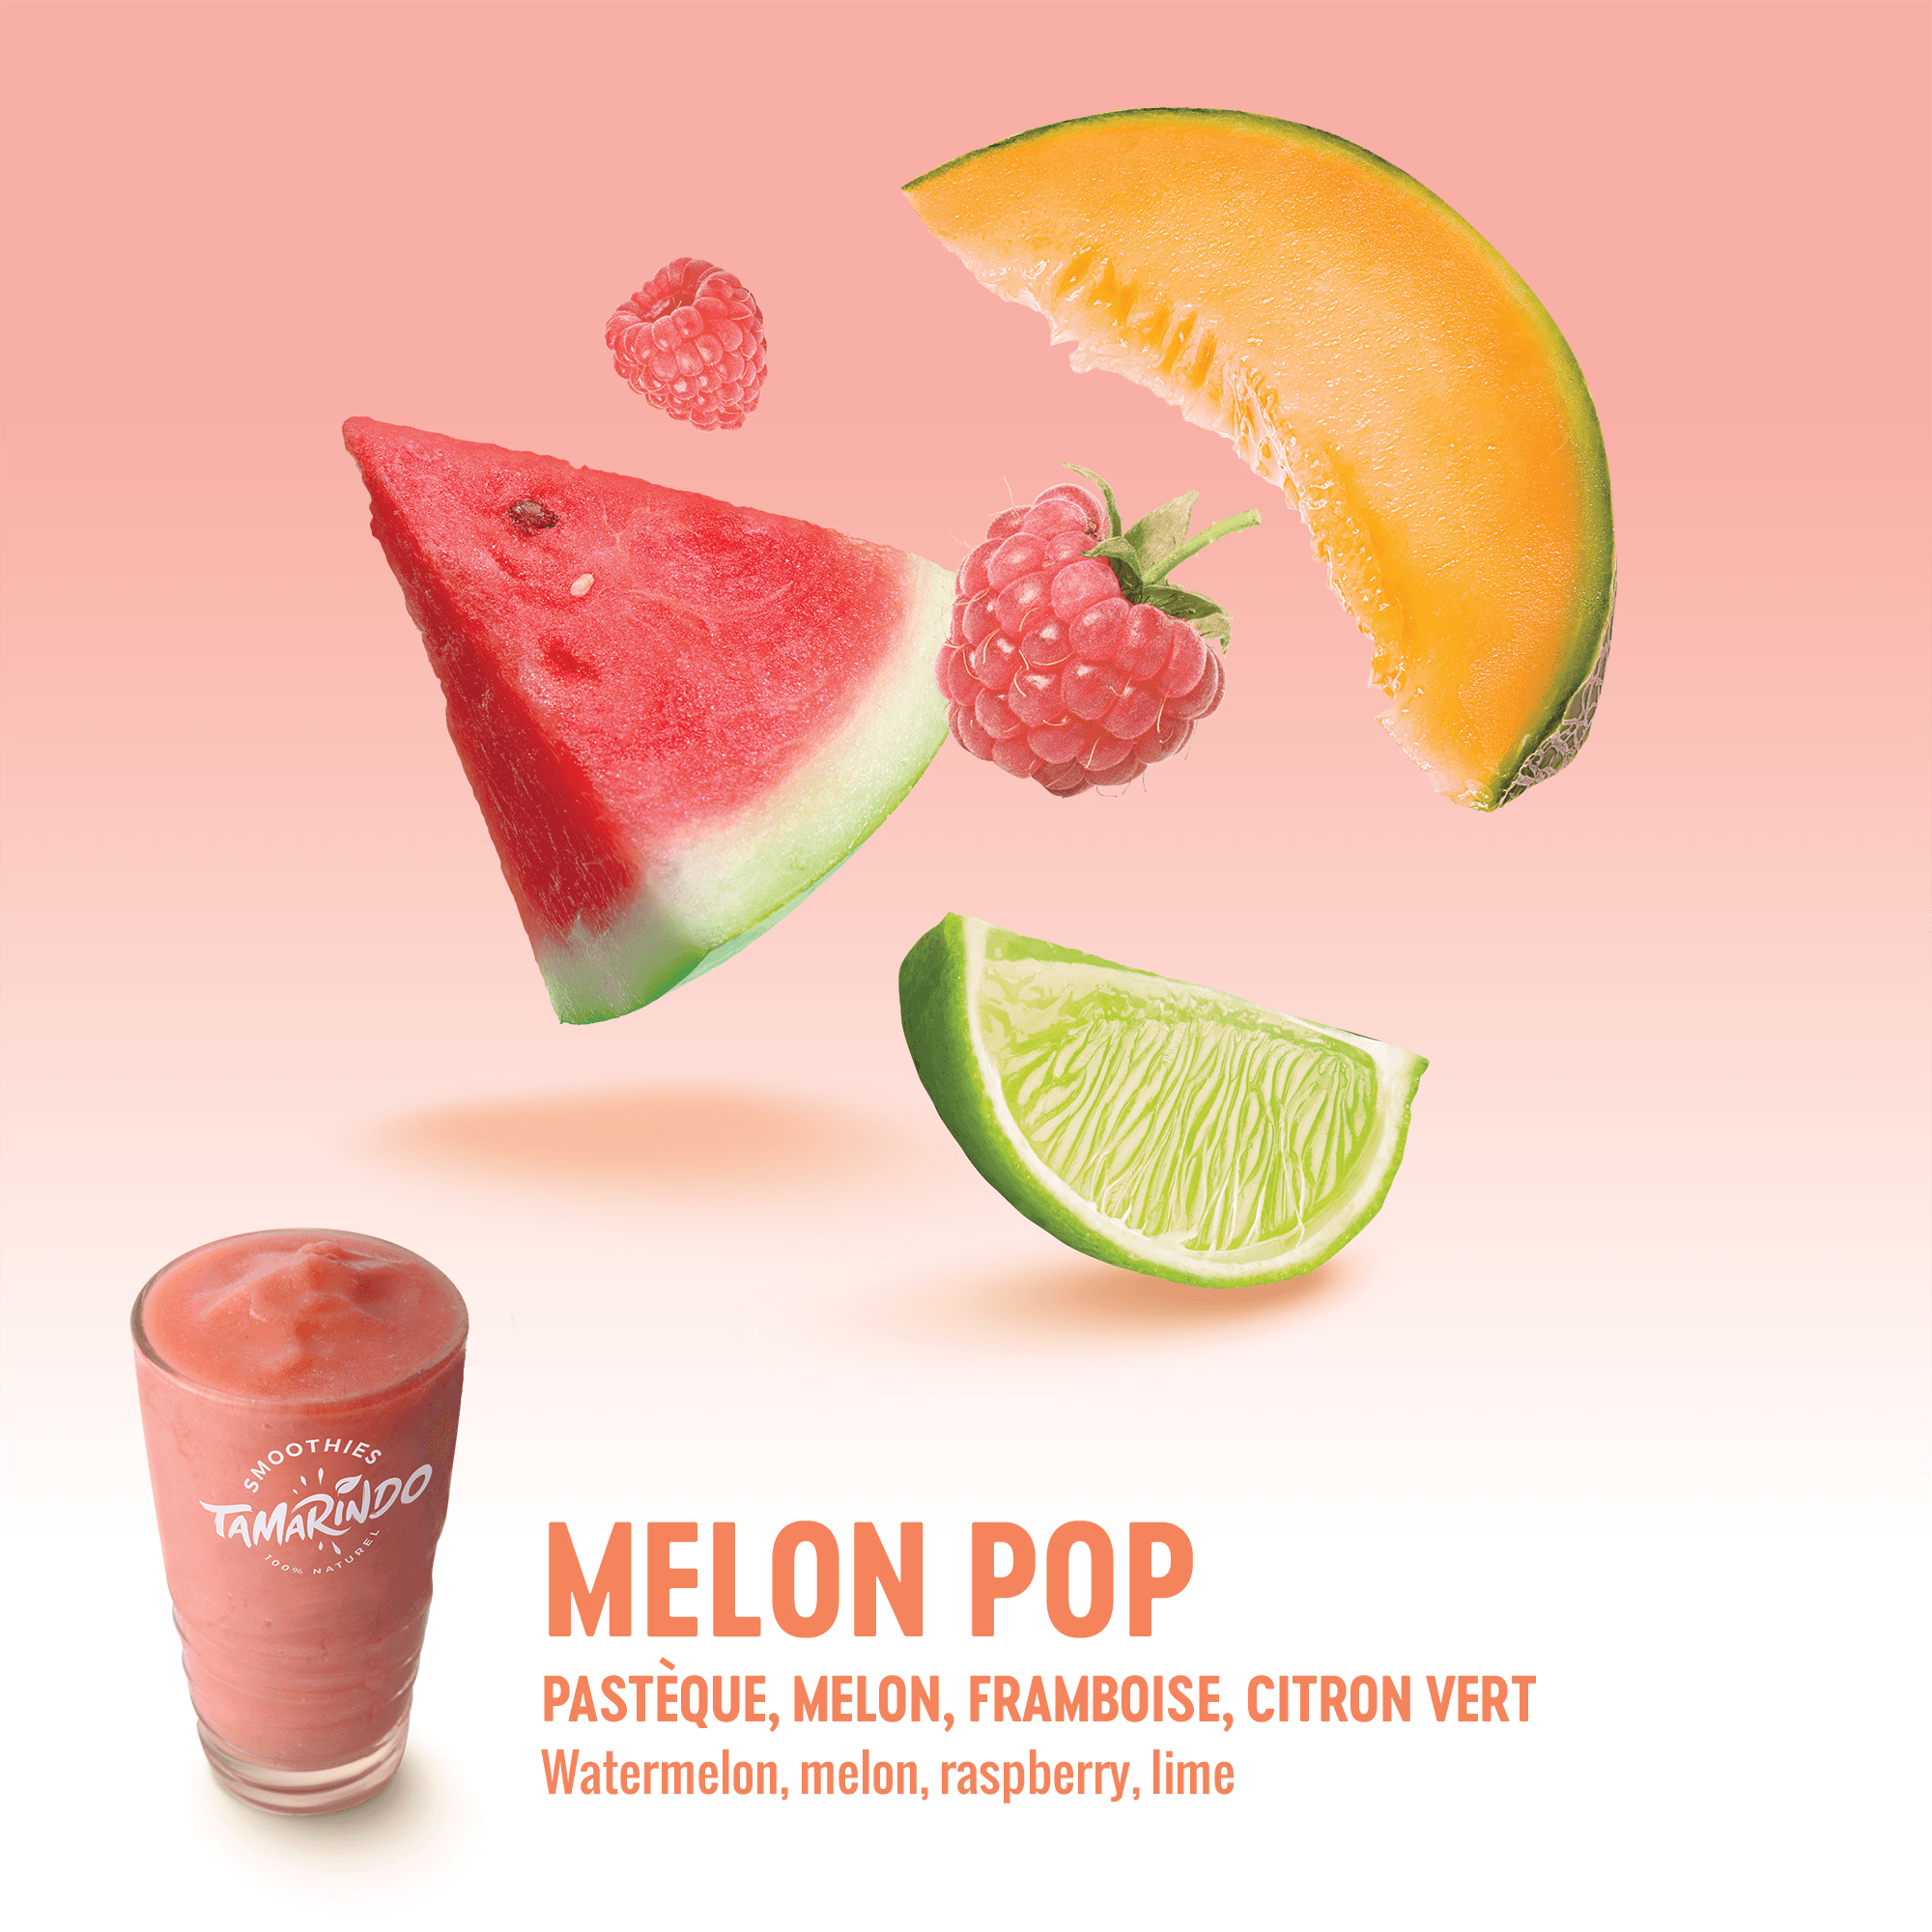 SMOOTHIES
TAMARINDO
100% NATUREL
MELON POP
PASTÈQUE, MELON, FRAMBOISE, CITRON VERT
Watermelon, melon, raspberry, lime